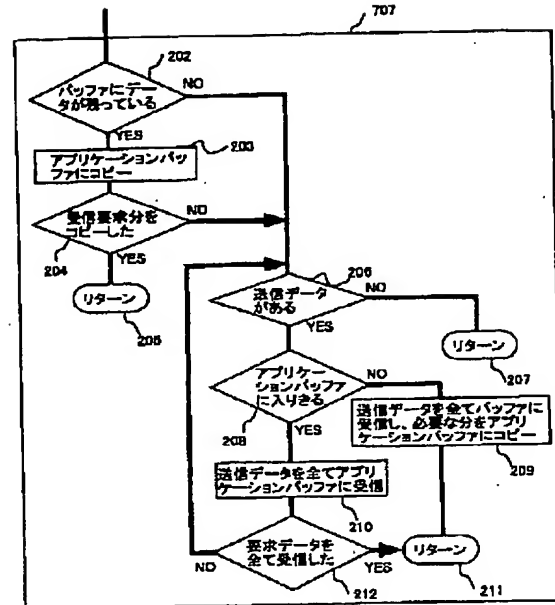 707
202
バッファにデー
タが残っている
NO
YES
203
アプリケーションバッ
ファにコピー
受信要求分を
コピーした
NO
204
YES
リターン
205
206
送信データ
がある
NO
YES
リターン
207
アプリケー
ションバッファ
に入りきる
NO
208
YES
送信データを全てバッファに
受信し、必要な分をアプリ
ケーションバッファにコピー
209
送信データを全てアプリ
ケーションバッファに受信
210
要求データを
全て受信した
NO
YES
212
リターン
211